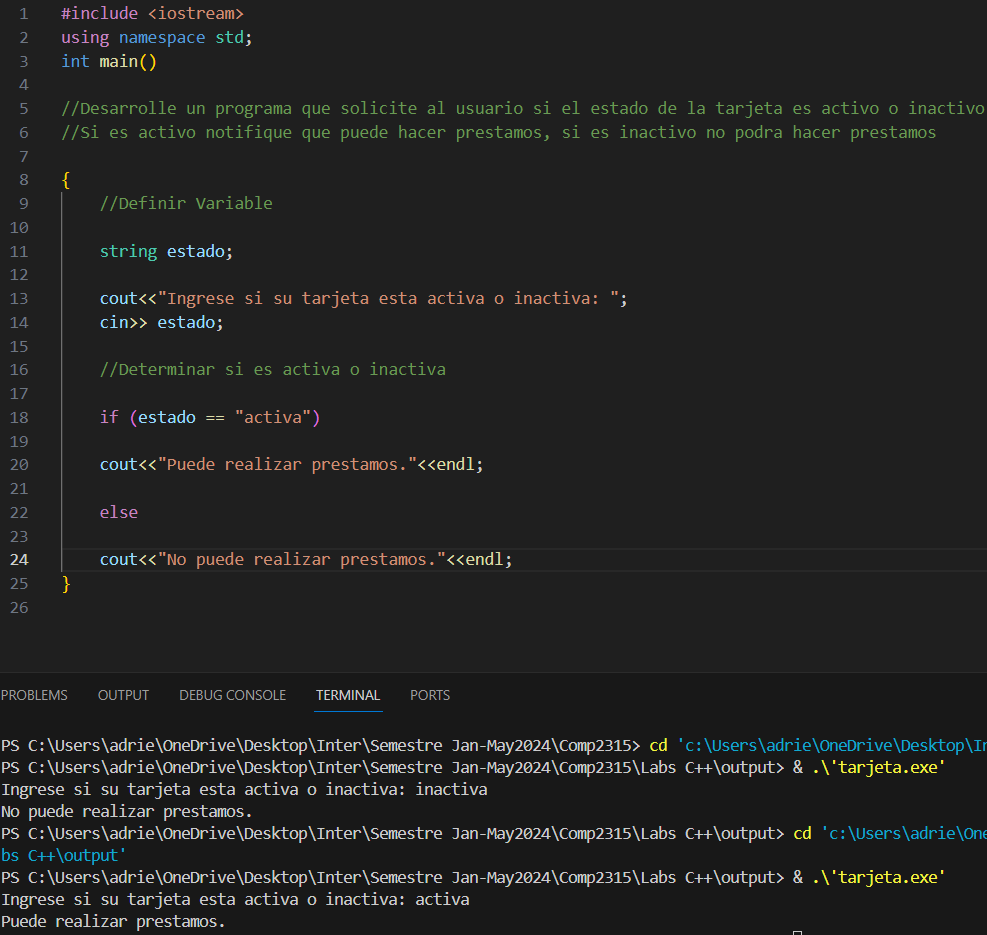 1 #include <iostream>
2 using namespace std;
3 int main()
4
5 //Desarrolle un programa que solicite al usuario si el estado de la tarjeta es activo o inactivo
6 //Si es activo notifique que puede hacer prestamos, si es inactivo no podra hacer prestamos
7
8 {
9 //Definir Variable
10
11 string estado;
12
13 cout<<"Ingrese si su tarjeta esta activa o inactiva: ";
14 cin>> estado;
15
16 //Determinar si es activa o inactiva
17
18 if (estado == "activa")
19
20 cout<<"Puede realizar prestamos."<<endl;
21
22 else
23
24 cout<<"No puede realizar prestamos."<<endl;
25 }
26
PROBLEMS OUTPUT DEBUG CONSOLE TERMINAL PORTS
PS C:\Users\adrie\OneDrive\Desktop\Inter\Semestre Jan-May2024\Comp2315> cd 'c:\Users\adrie\OneDrive\Desktop\In
PS C:\Users\adrie\OneDrive\Desktop\Inter\Semestre Jan-May2024\Comp2315\Labs C++\output> & .\'tarjeta.exe'
Ingrese si su tarjeta esta activa o inactiva: inactiva
No puede realizar prestamos.
PS C:\Users\adrie\OneDrive\Desktop\Inter\Semestre Jan-May2024\Comp2315\Labs C++\output> cd 'c:\Users\adrie\One
bs C++\output'
PS C:\Users\adrie\OneDrive\Desktop\Inter\Semestre Jan-May2024\Comp2315\Labs C++\output> & .\'tarjeta.exe'
Ingrese si su tarjeta esta activa o inactiva: activa
Puede realizar prestamos.